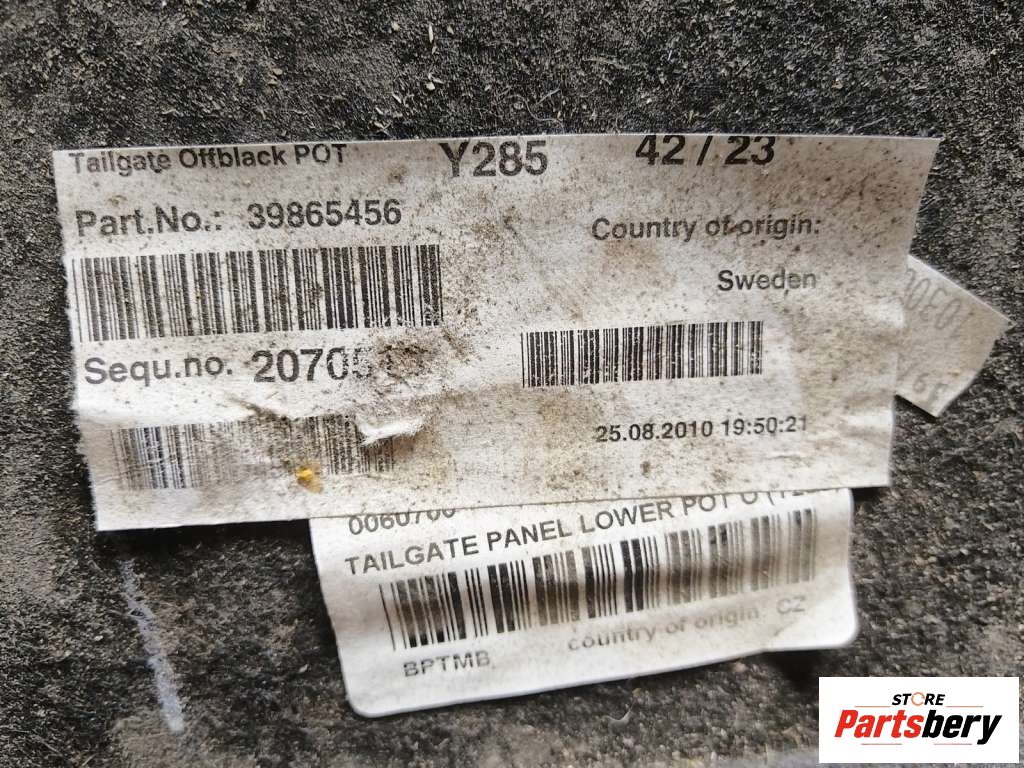 Tailgate Offblack POT Y285 42 / 23
Part.No.: 39865456
Country of origin:
Sweden
Sequ.no.
25.08.2010 19:50:21
0060700
TAILGATE PANEL LOWER POT
country of origin CZ
BPTMB
STORE
Partsbery